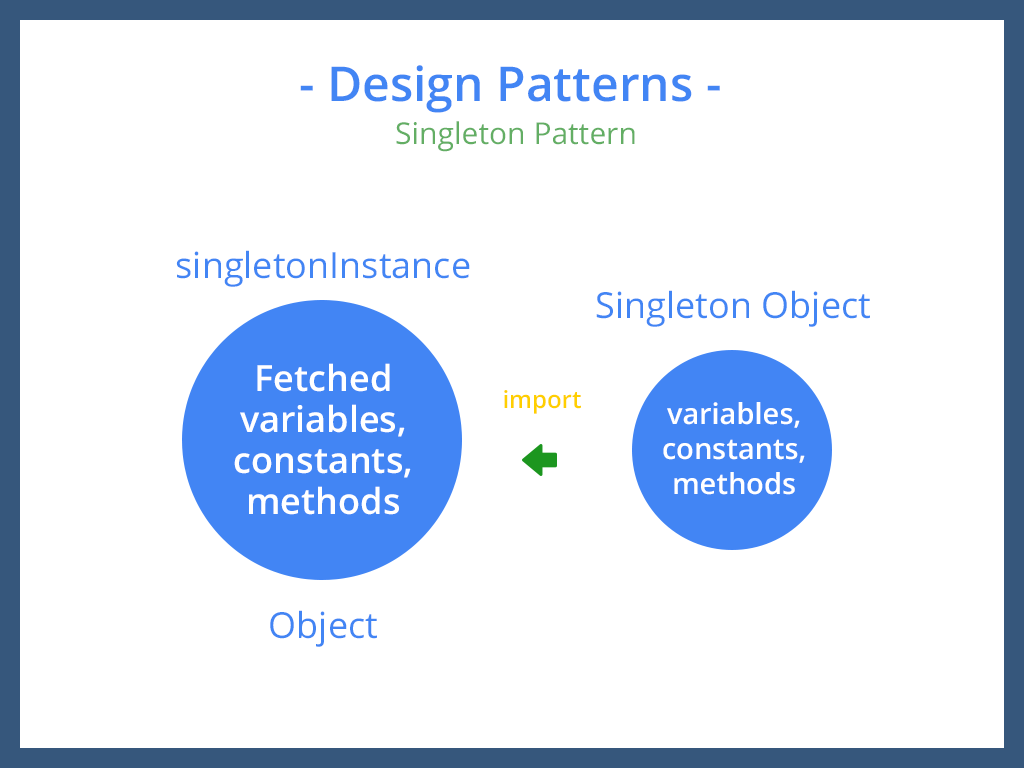 - Design Patterns -
Singleton Pattern
singletonInstance
Fetched
variables,
constants,
methods
Object
import
Singleton Object
variables,
constants,
methods